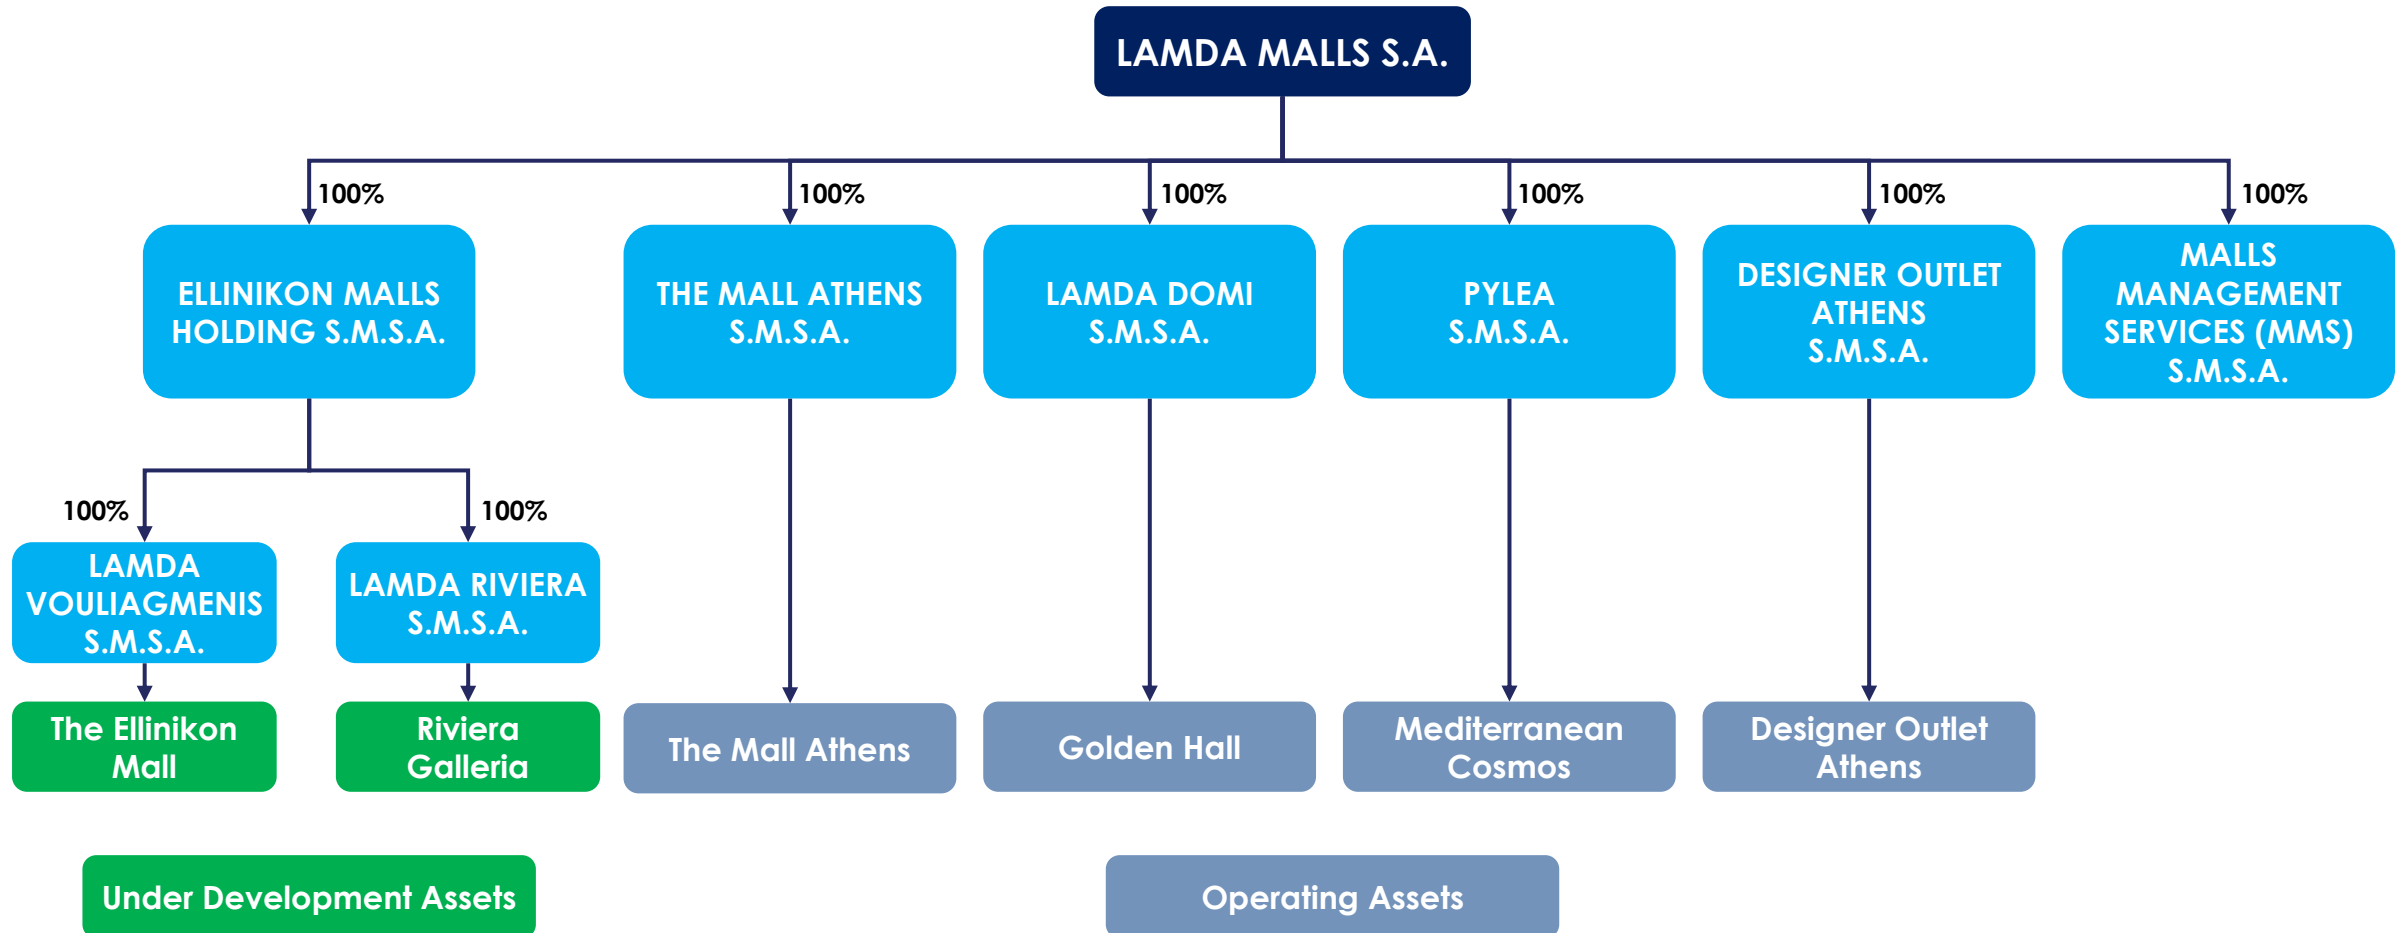 LAMDA MALLS S.A.
100%
100%
100%
100%
100%
100%
ELLINIKON MALLS
HOLDING S.M.S.A.
THE MALL ATHENS
S.M.S.A.
LAMDA DOMI
S.M.S.A.
PYLEA
S.M.S.A.
DESIGNER OUTLET
ATHENS
S.M.S.A.
MALLS
MANAGEMENT
SERVICES (MMS)
S.M.S.A.
100%
100%
LAMDA
VOULIAGMENIS
S.M.S.A.
LAMDA RIVIERA
S.M.S.A.
The Ellinikon
Mall
Riviera
Galleria
The Mall Athens
Golden Hall
Mediterranean
Cosmos
Designer Outlet
Athens
Under Development Assets
Operating Assets